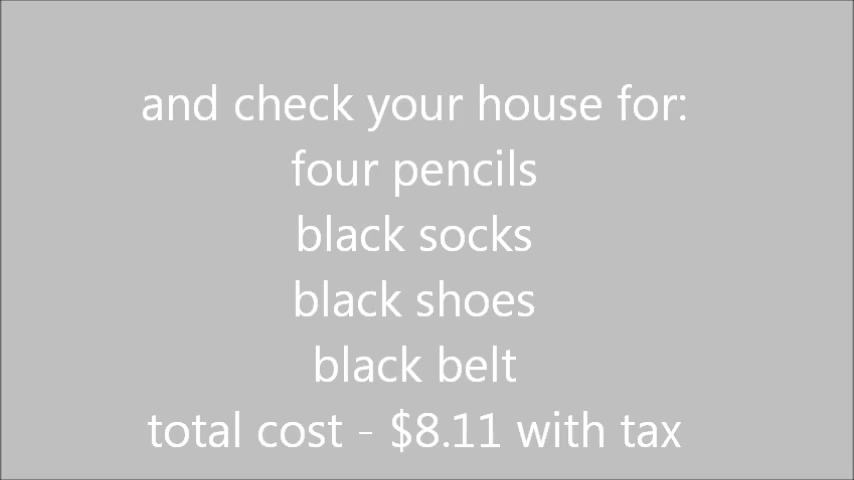 and check your house for:
four pencils
black socks
black shoes
black belt
total cost - $8.11 with tax